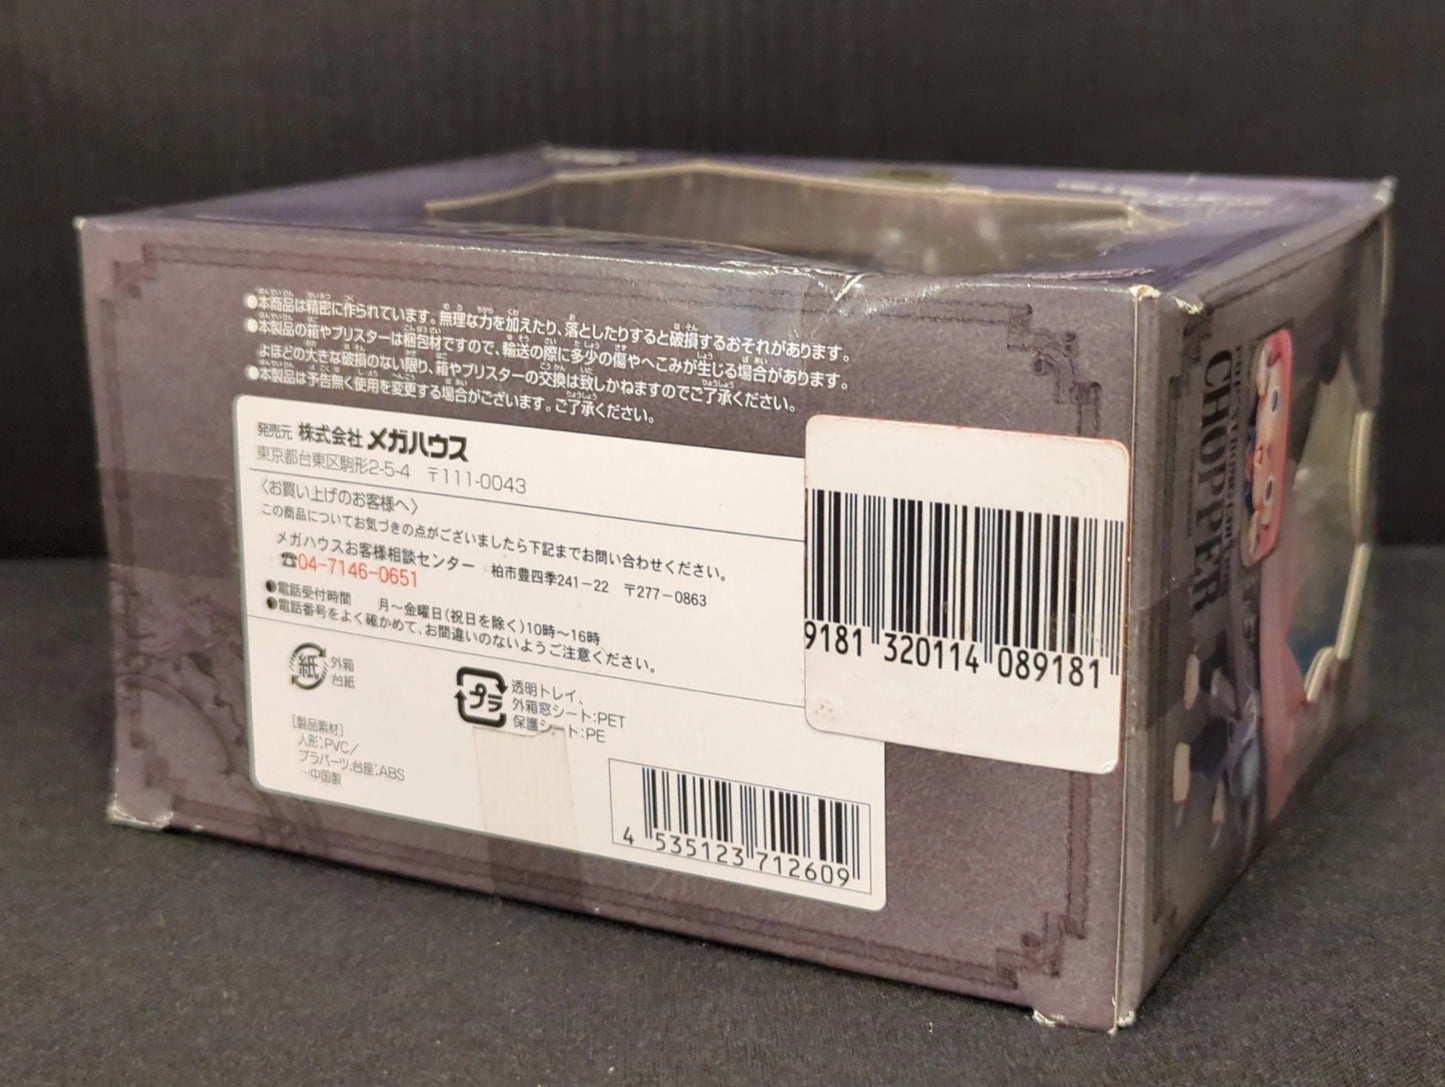 ●本商品は精密に作られています。無理な力を加えたり、落としたりすると破損するおそれがあります。
●本製品の箱やブリスターは梱包材ですので、輸送の際に多少の傷やへこみが生じる場合があります。
よほどの大きな破損のない限り、箱やブリスターの交換は致しかねますのでご了承ください。
●本製品は予告無く使用を変更する場合がございます。ご了承ください。
発売元 株式会社 メガハウス
東京都台東区駒形2-5-4 〒111-0043
〈お買い上げのお客様へ〉
この商品についてお気づきの点がございましたら下記までお問い合わせください。
メガハウスお客様相談センター 柏市豊四季241−22 〒277−0863
☎04-7146-0651
●電話受付時間 月〜金曜日(祝日を除く)10時〜16時
●電話番号をよく確かめて、お間違いのないようご注意ください。
紙 外箱
台紙
プラ 透明トレイ、
外箱窓シート:PET
保護シート:PE
[製品素材]
人形:PVC/
プラパーツ、台座:ABS
…中国製
4 535123 712609
9181 320114 089181
CHOPPER